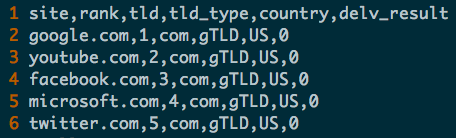 1 site,rank,tld,tld_type,country,delv_result
2 google.com,1,com,gTLD,US,0
3 youtube.com,2,com,gTLD,US,0
4 facebook.com,3,com,gTLD,US,0
5 microsoft.com,4,com,gTLD,US,0
6 twitter.com,5,com,gTLD,US,0